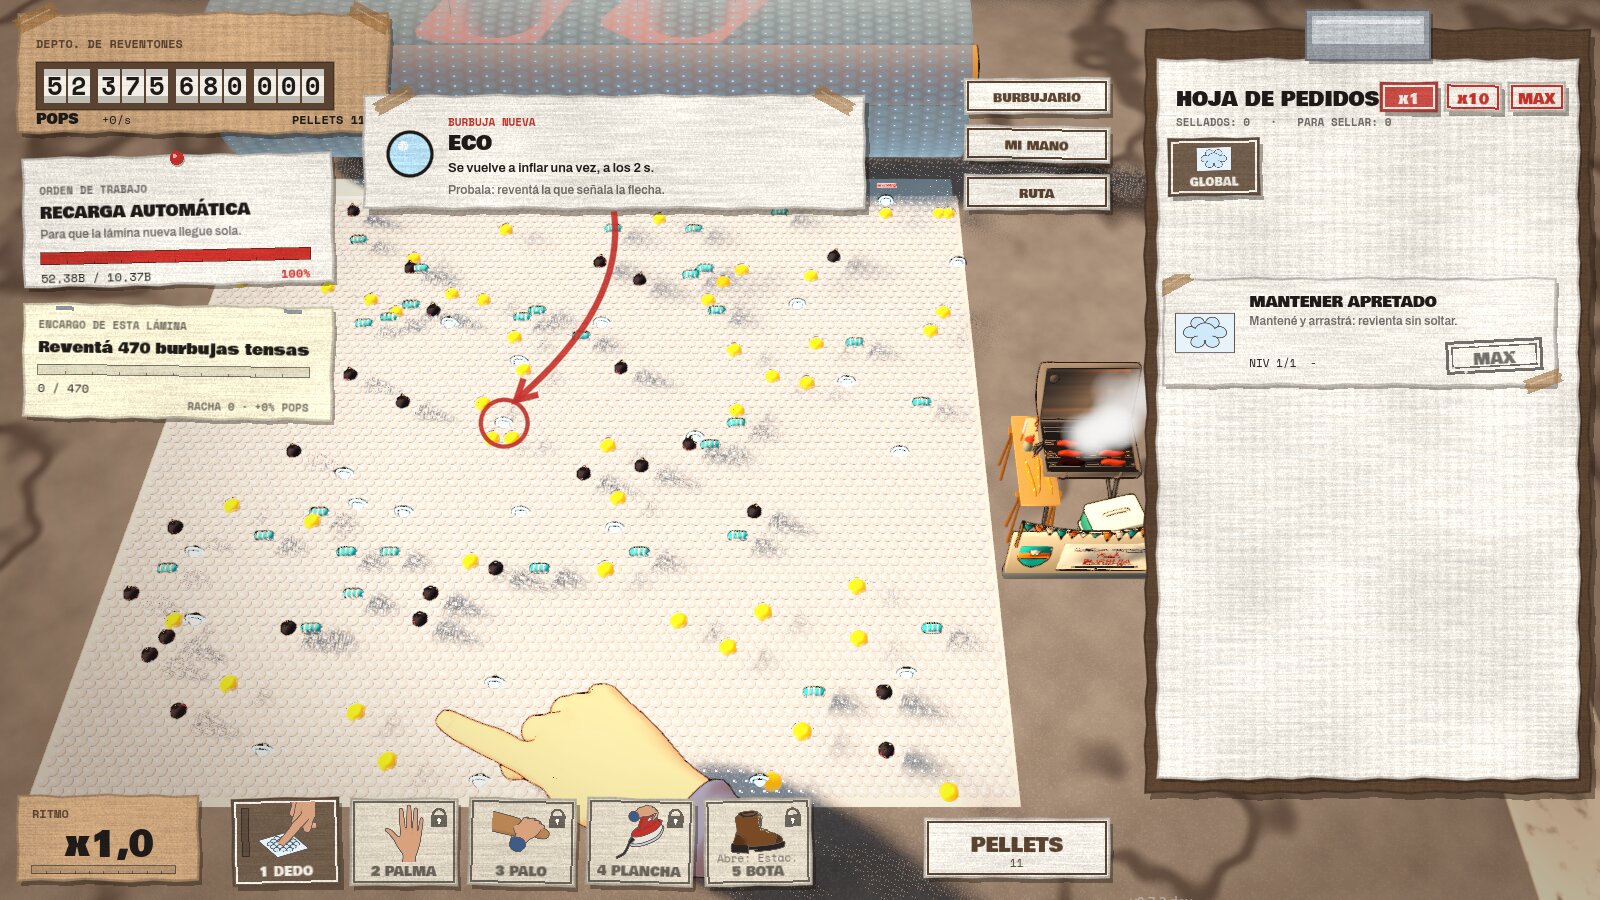 DEPTO. DE REVENTONES
52 375 680 000
POPS +0/s PELLETS 11
ORDEN DE TRABAJO
RECARGA AUTOMÁTICA
Para que la lámina nueva llegue sola.
52.38B / 10.37B 100%
ENCARGO DE ESTA LÁMINA
Reventá 470 burbujas tensas
0 / 470
RACHA 0 · +0% POPS
BURBUJA NUEVA
ECO
Se vuelve a inflar una vez, a los 2 s.
Probala: reventá la que señala la flecha.
BURBUJARIO
MI MANO
RUTA
HOJA DE PEDIDOS x1 x10 MAX
SELLADOS: 0 · PARA SELLAR: 0
GLOBAL
MANTENER APRETADO
Mantené y arrastrá: revienta sin soltar.
NIV 1/1 - MAX
RITMO
x1,0
1 DEDO
2 PALMA
3 PALO
4 PLANCHA
Abre: Estac.
5 BOTA
PELLETS
11